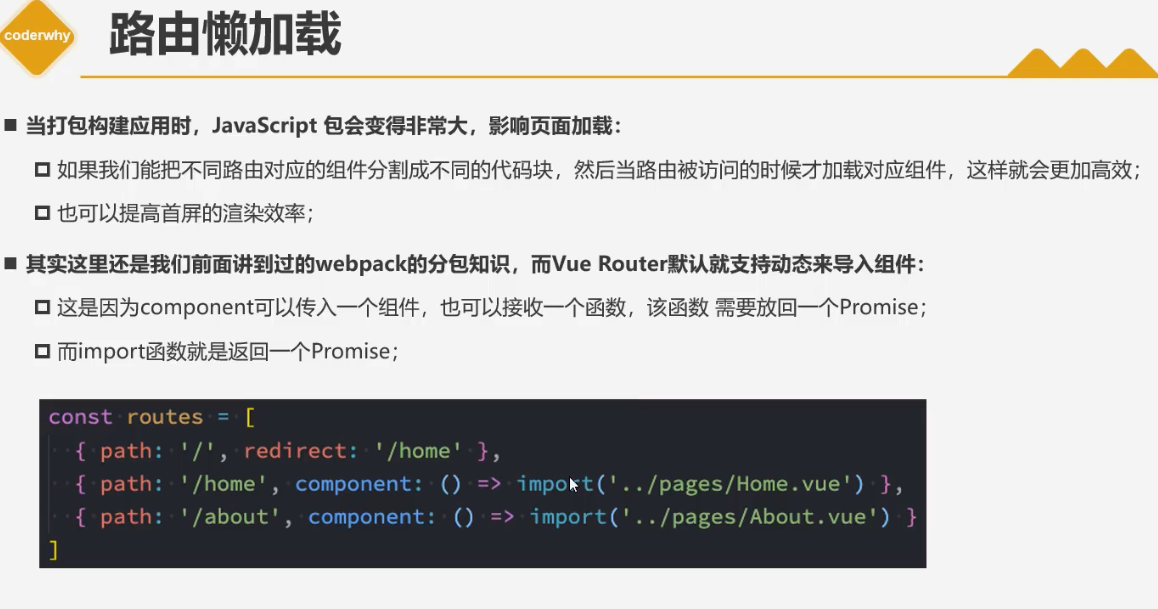 coderwhy
路由懒加载
当打包构建应用时，JavaScript 包会变得非常大，影响页面加载：
如果我们能把不同路由对应的组件分割成不同的代码块，然后当路由被访问的时候才加载对应组件，这样就会更加高效；
也可以提高首屏的渲染效率；
其实这里还是我们前面讲到过的webpack的分包知识，而Vue Router默认就支持动态来导入组件：
这是因为component可以传入一个组件，也可以接收一个函数，该函数 需要放回一个Promise；
而import函数就是返回一个Promise；
const routes = [
{ path: '/', redirect: '/home' },
{ path: '/home', component: () => import('../pages/Home.vue') },
{ path: '/about', component: () => import('../pages/About.vue') }
]